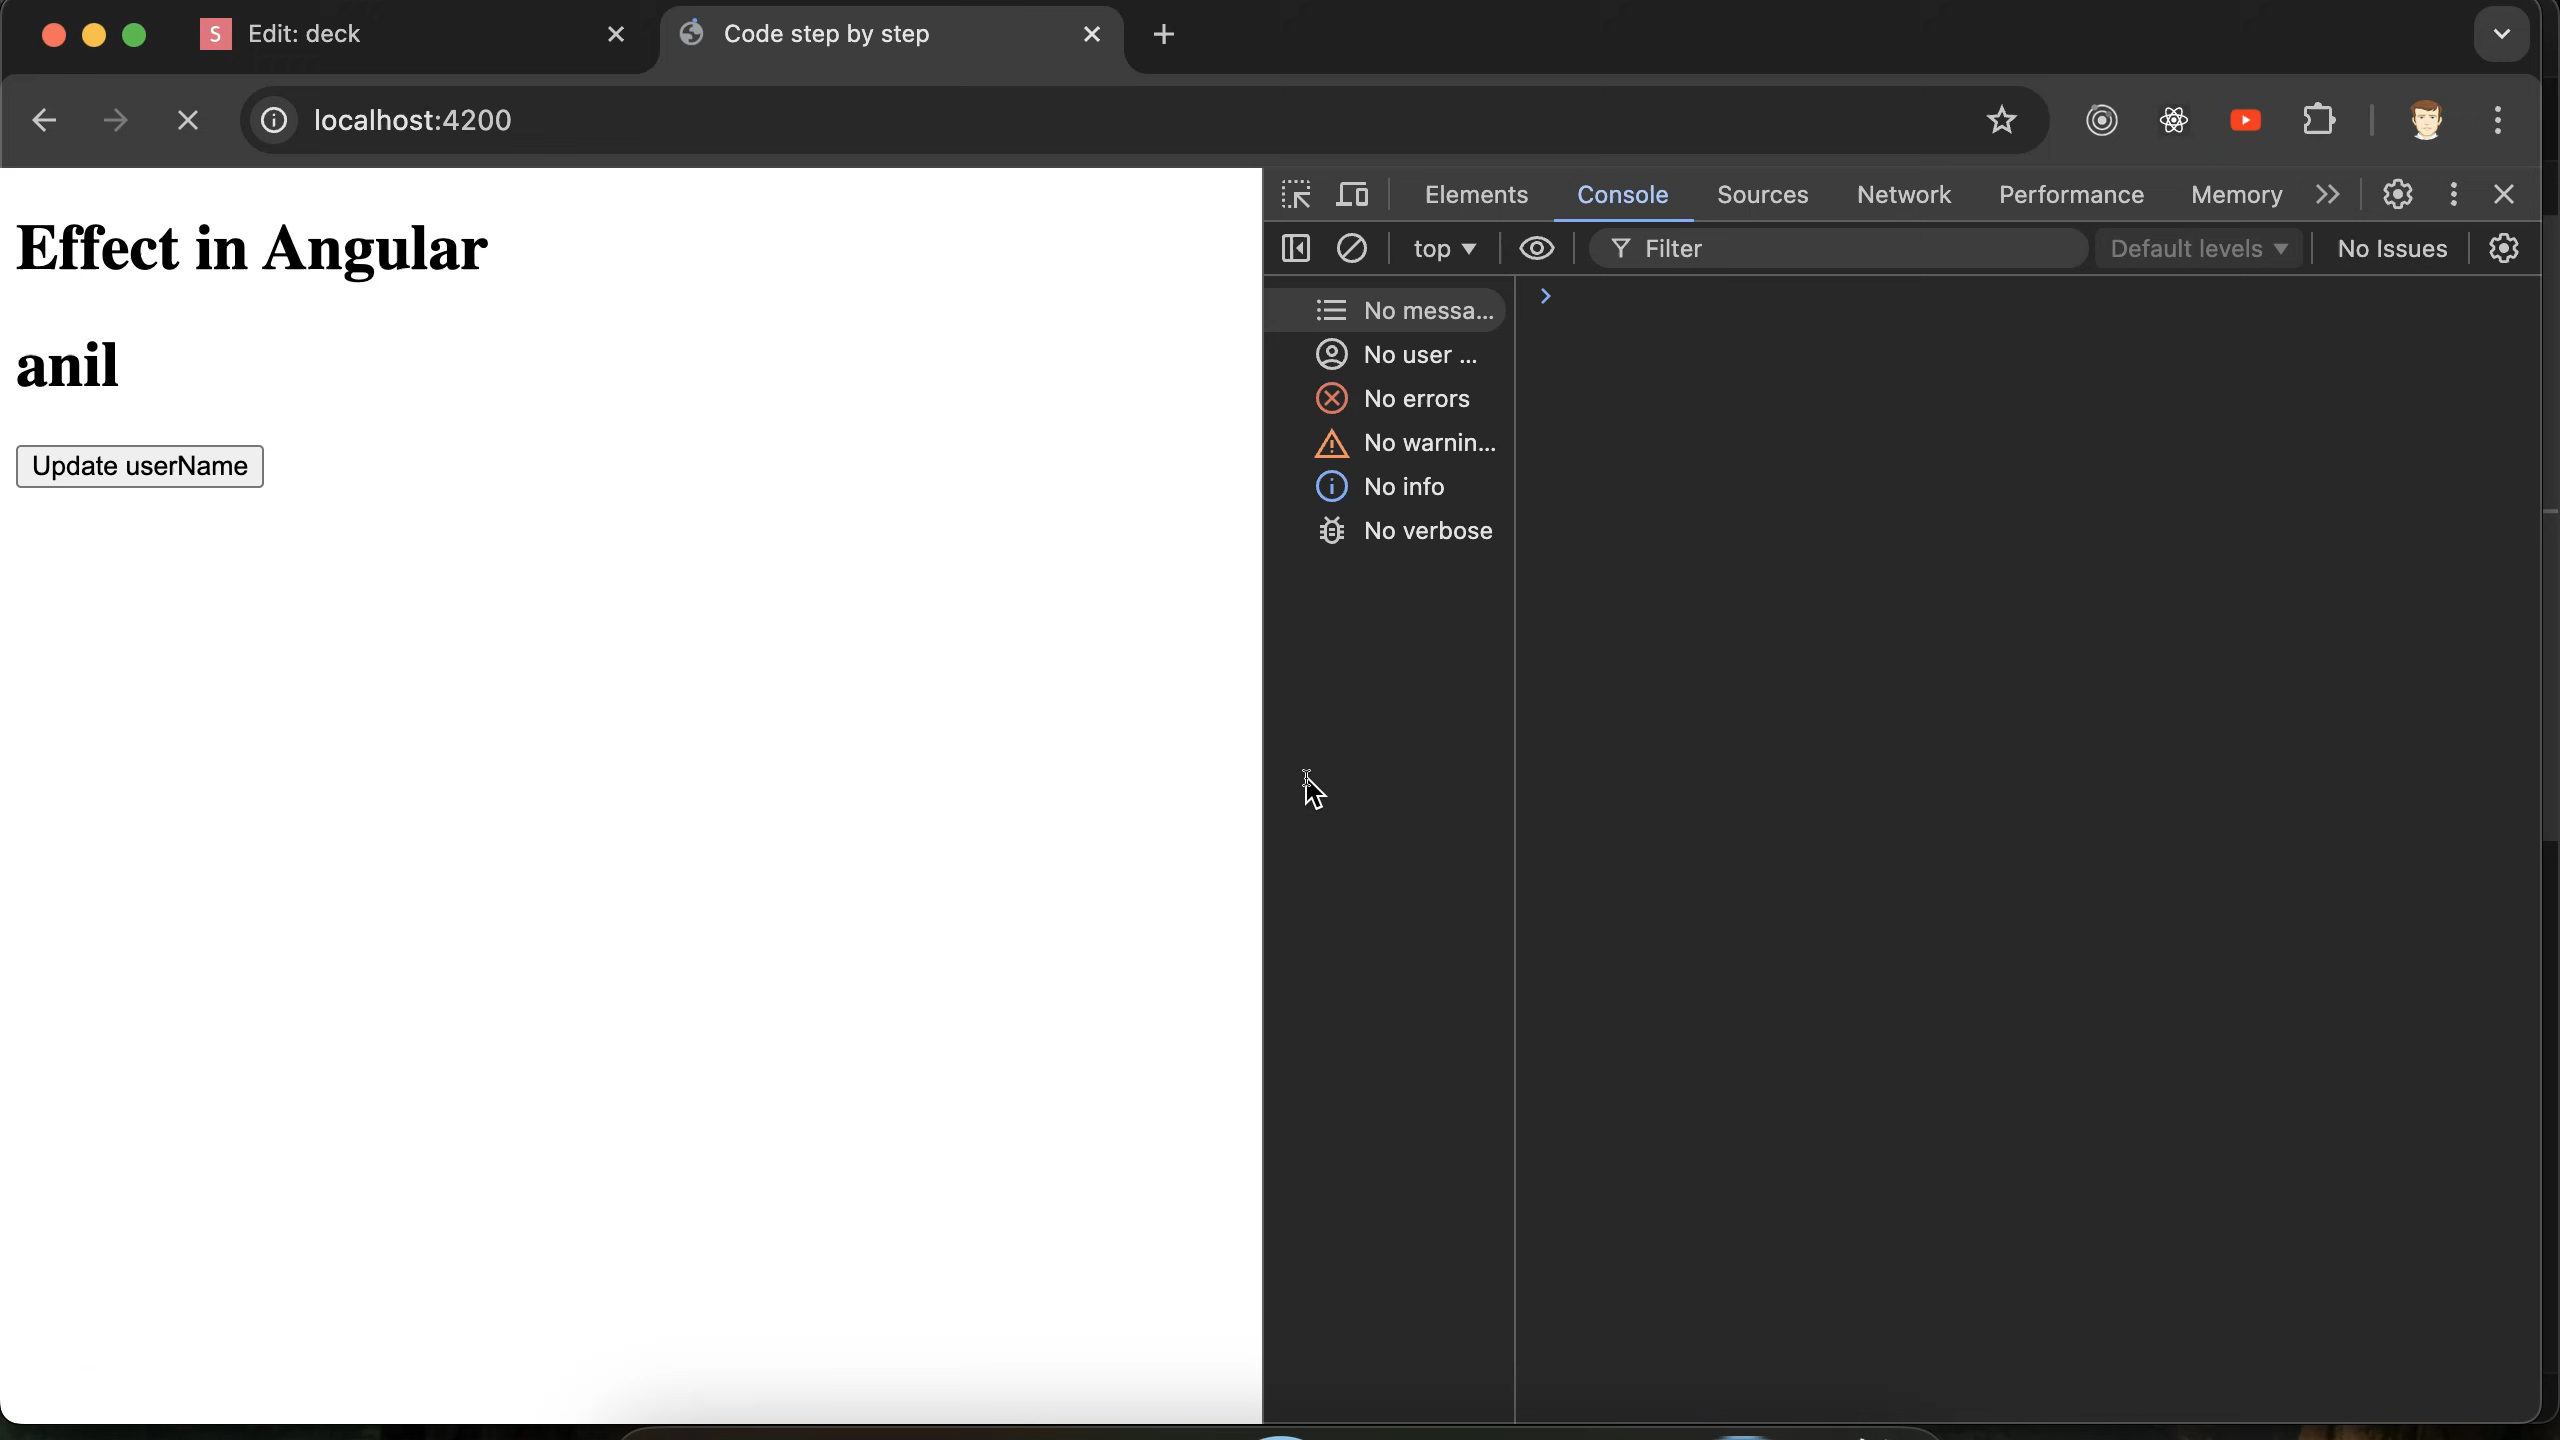 S Edit: deck
Code step by step
localhost:4200
Elements Console Sources Network Performance Memory
top Filter Default levels No Issues
Effect in Angular
anil
Update userName
No messa...
No user ...
No errors
No warnin...
No info
No verbose